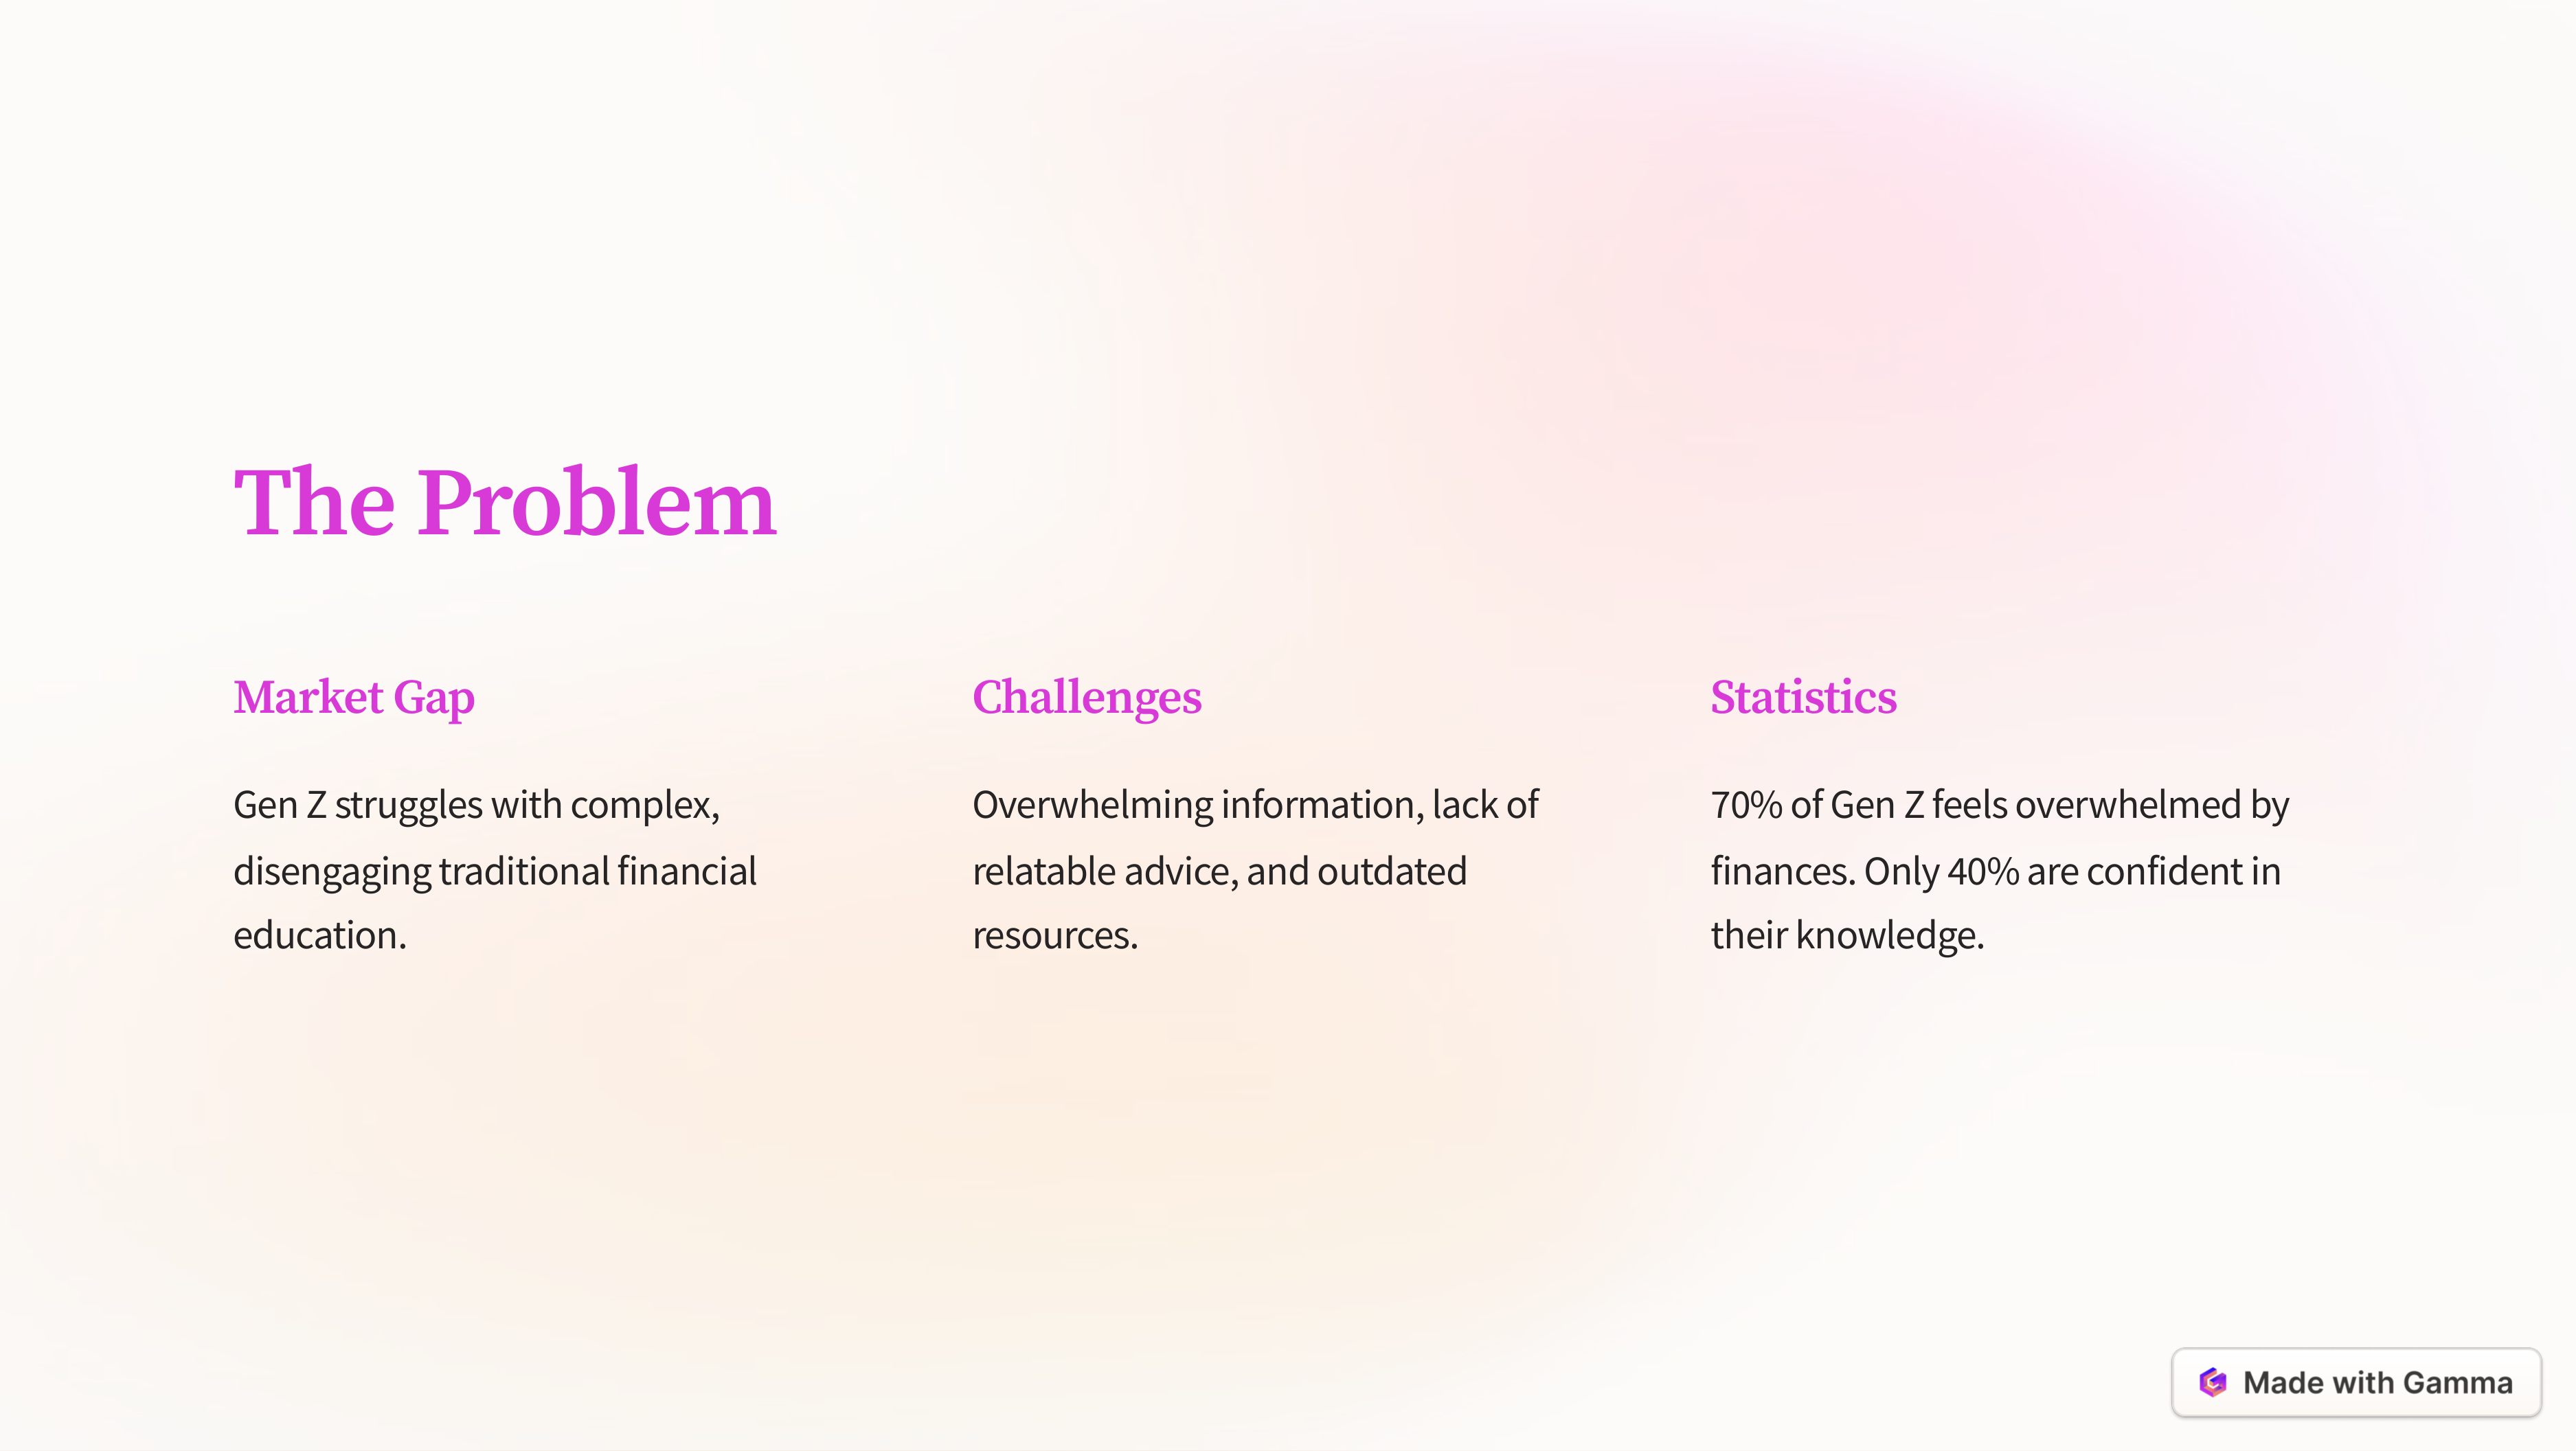 The Problem
Market Gap
Gen Z struggles with complex,
disengaging traditional financial
education.
Challenges
Overwhelming information, lack of
relatable advice, and outdated
resources.
Statistics
70% of Gen Z feels overwhelmed by
finances. Only 40% are confident in
their knowledge.
Made with Gamma